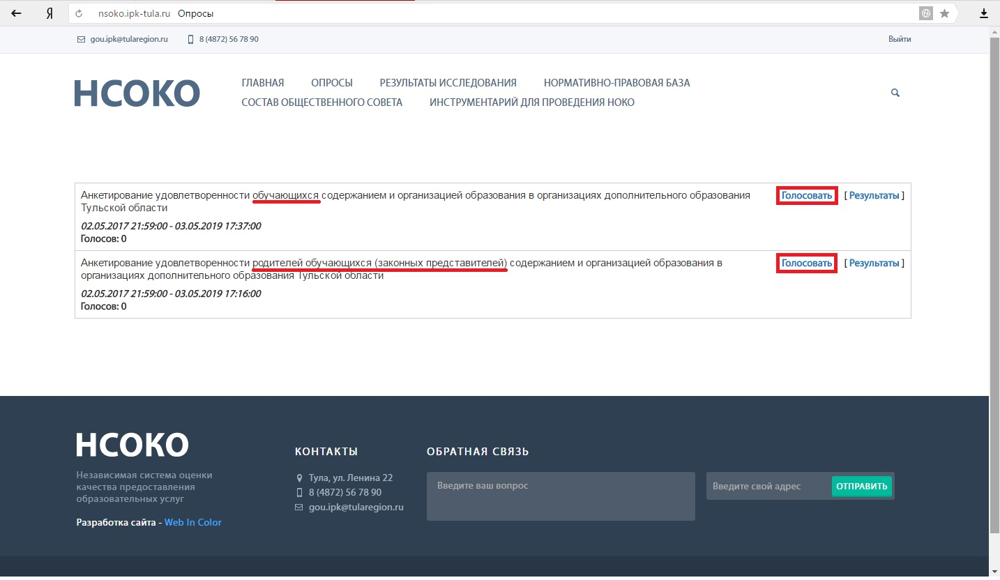 Я nsoko.ipk-tula.ru Опросы
gou.ipk@tularegion.ru 8 (4872) 56 78 90 Выйти
НСОКО
ГЛАВНАЯ ОПРОСЫ РЕЗУЛЬТАТЫ ИССЛЕДОВАНИЯ НОРМАТИВНО-ПРАВОВАЯ БАЗА
СОСТАВ ОБЩЕСТВЕННОГО СОВЕТА ИНСТРУМЕНТАРИЙ ДЛЯ ПРОВЕДЕНИЯ НОКО
Анкетирование удовлетворенности обучающихся содержанием и организацией образования в организациях дополнительного образования Голосовать [ Результаты ]
Тульской области
02.05.2017 21:59:00 - 03.05.2019 17:37:00
Голосов: 0
Анкетирование удовлетворенности родителей обучающихся (законных представителей) содержанием и организацией образования в Голосовать [ Результаты ]
организациях дополнительного образования Тульской области
02.05.2017 21:59:00 - 03.05.2019 17:16:00
Голосов: 0
НСОКО
Независимая система оценки
качества предоставления
образовательных услуг
Разработка сайта - Web In Color
КОНТАКТЫ
Тула, ул. Ленина 22
8 (4872) 56 78 90
gou.ipk@tularegion.ru
ОБРАТНАЯ СВЯЗЬ
Введите ваш вопрос
Введите свой адрес ОТПРАВИТЬ